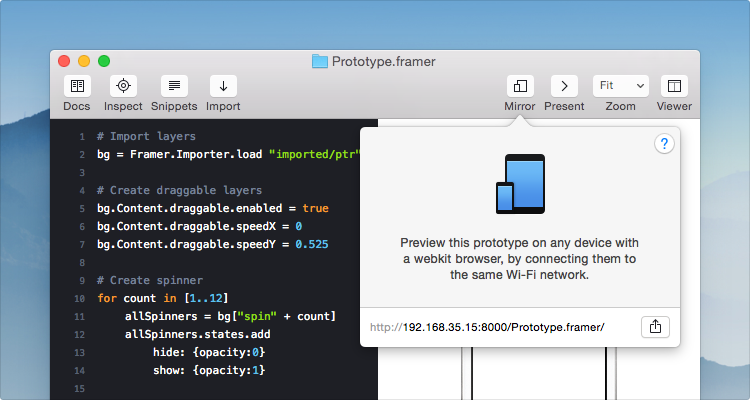 Prototype.framer
Docs Inspect Snippets Import Mirror Present Fit Zoom Viewer
1 # Import layers
2 bg = Framer.Importer.load "imported/ptr"
3
4 # Create draggable layers
5 bg.Content.draggable.enabled = true
6 bg.Content.draggable.speedX = 0
7 bg.Content.draggable.speedY = 0.525
8
9 # Create spinner
10 for count in [1..12]
11 allSpinners = bg["spin" + count]
12 allSpinners.states.add
13 hide: {opacity:0}
14 show: {opacity:1}
15
?
Preview this prototype on any device with
a webkit browser, by connecting them to
the same Wi-Fi network.
http://192.168.35.15:8000/Prototype.framer/